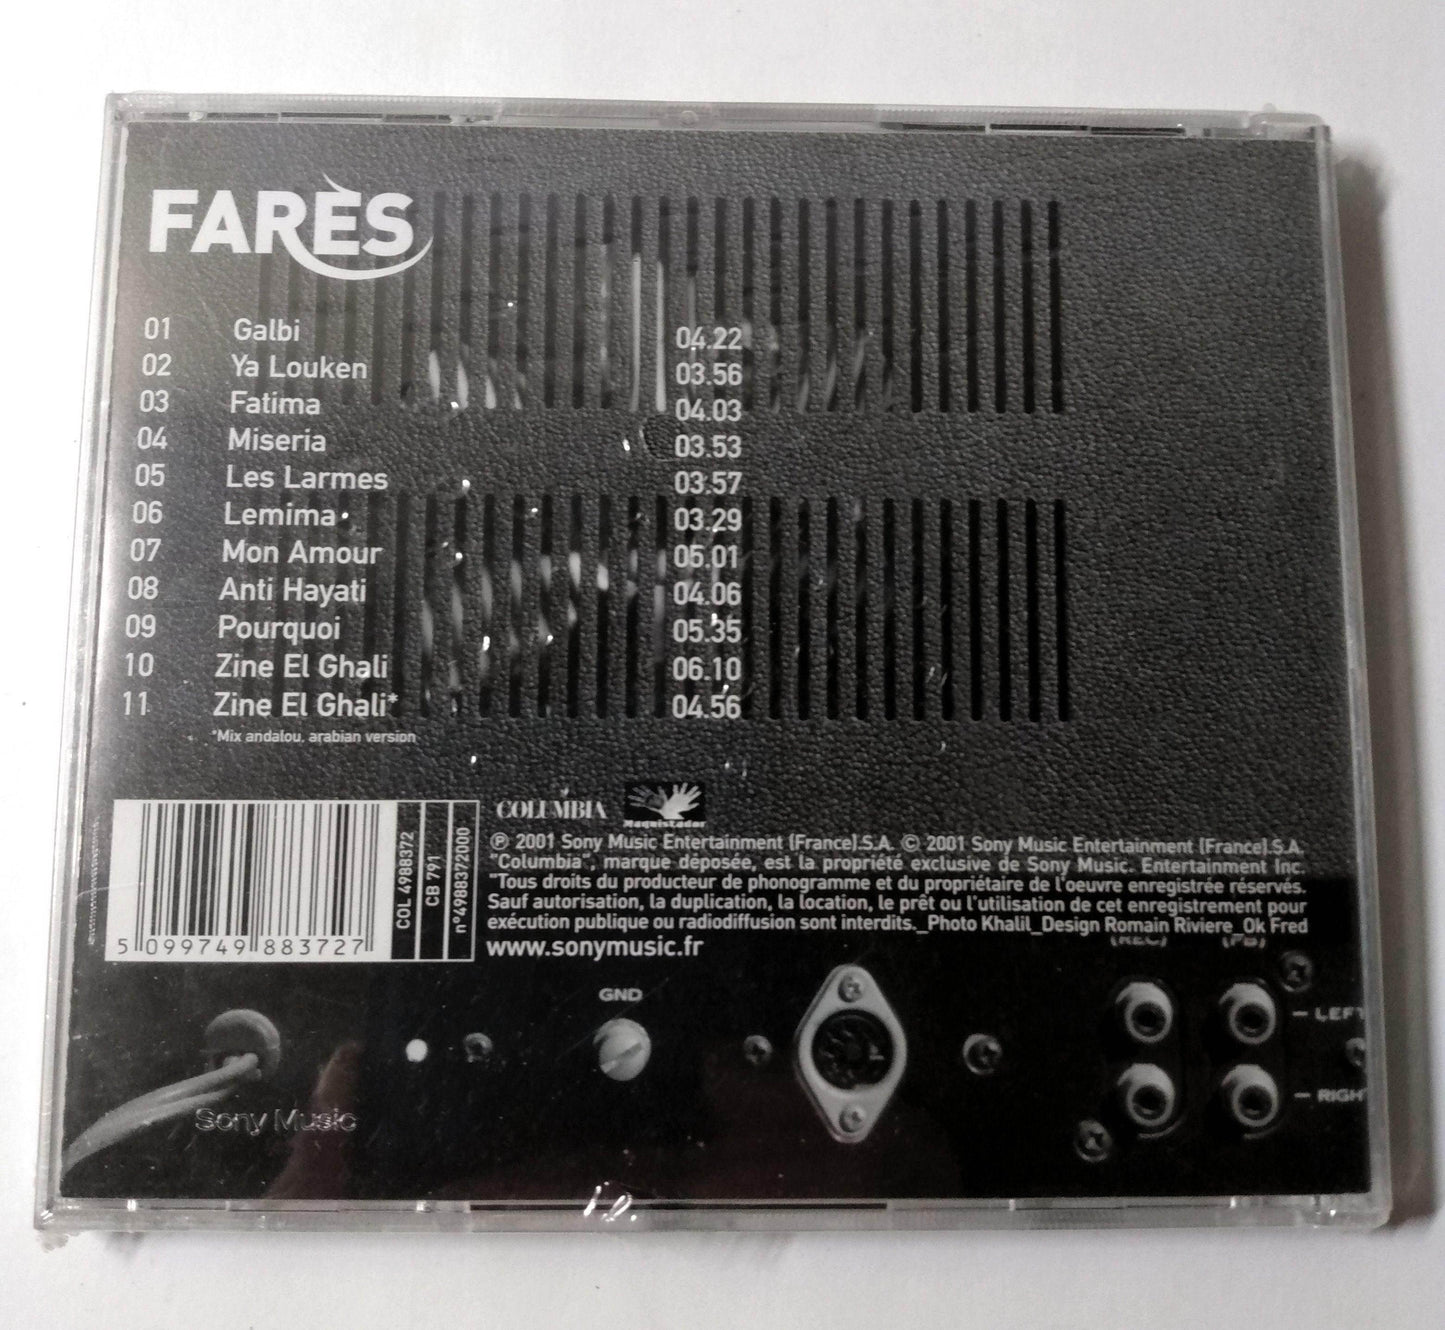 FARÈS
01 Galbi 04.22
02 Ya Louken 03.56
03 Fatima 04.03
04 Miseria 03.53
05 Les Larmes 03.57
06 Lemima 03.29
07 Mon Amour 05.01
08 Anti Hayati 04.06
09 Pourquoi 05.35
10 Zine El Ghali 06.10
11 Zine El Ghali* 04.56
*Mix andalou, arabian version
5 099749 883727
COL 4988372
CB 791
n°4988372000
COLUMBIA
Maquistador
℗ 2001 Sony Music Entertainment (France).S.A. © 2001 Sony Music Entertainment (France).S.A.
"Columbia", marque déposée, est la propriété exclusive de Sony Music. Entertainment Inc.
"Tous droits du producteur de phonogramme et du propriétaire de l'oeuvre enregistrée réservés.
Sauf autorisation, la duplication, la location, le prêt ou l'utilisation de cet enregistrement pour
exécution publique ou radiodiffusion sont interdits._Photo Khalil_Design Romain Riviere_Ok Fred
www.sonymusic.fr
(REC) (PB)
GND
LEFT
RIGH
Sony Music